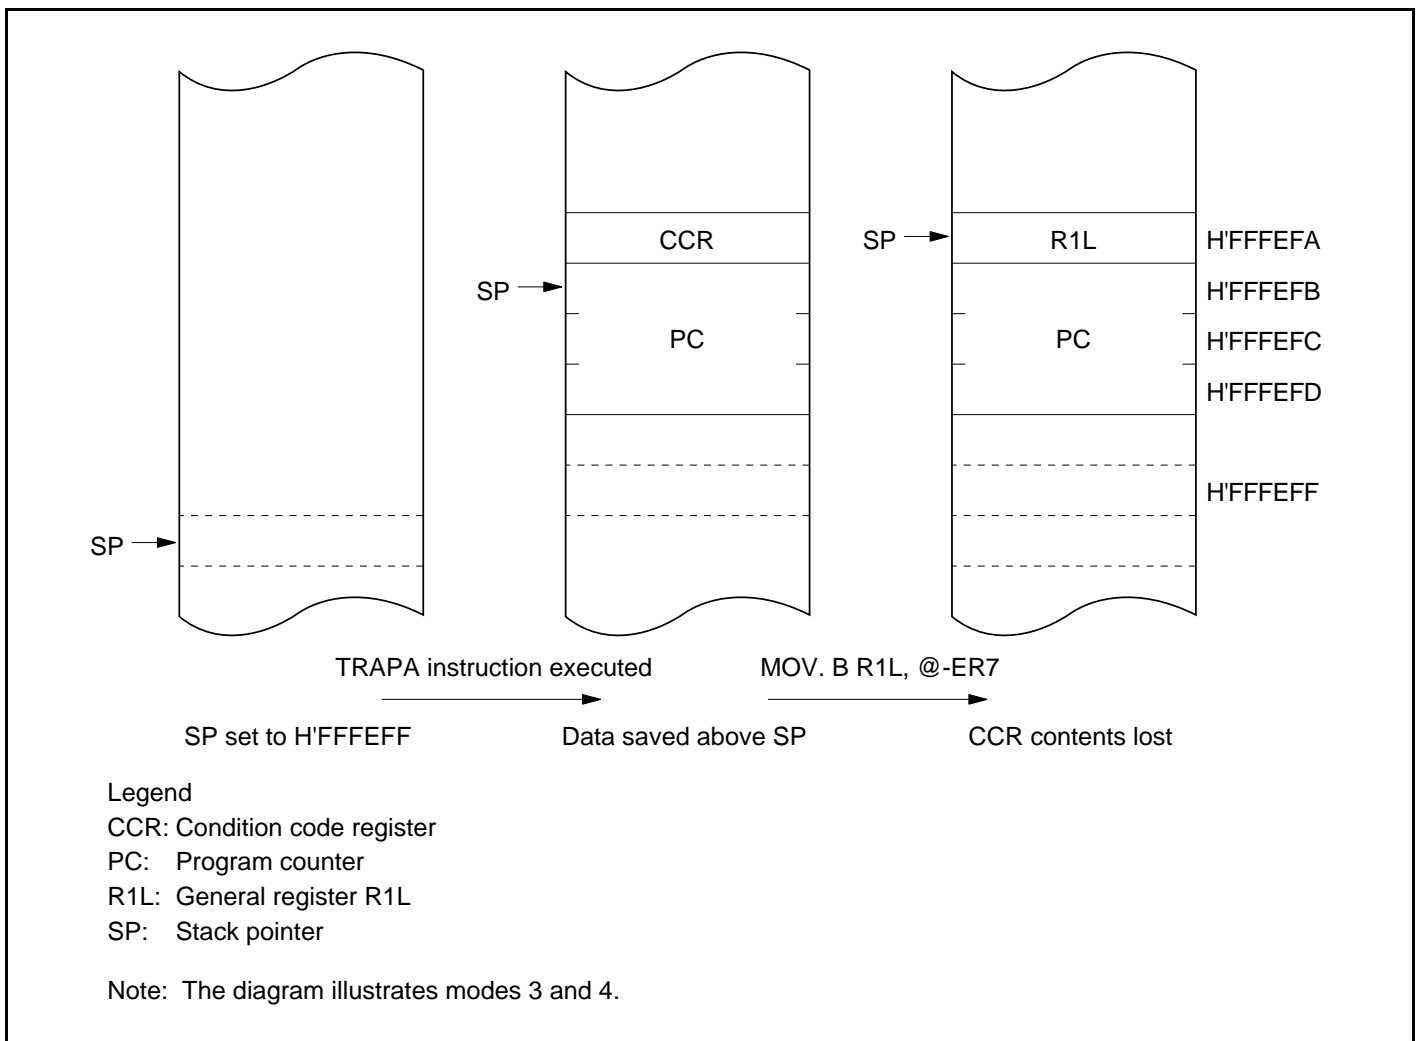 CCR
SP
R1L
H'FFFEFA
SP
H'FFFEFB
PC
PC
H'FFFEFC
H'FFFEFD
H'FFFEFF
SP
TRAPA instruction executed
MOV. B R1L, @-ER7
SP set to H'FFFEFF
Data saved above SP
CCR contents lost
Legend
CCR: Condition code register
PC: Program counter
R1L: General register R1L
SP: Stack pointer
Note: The diagram illustrates modes 3 and 4.